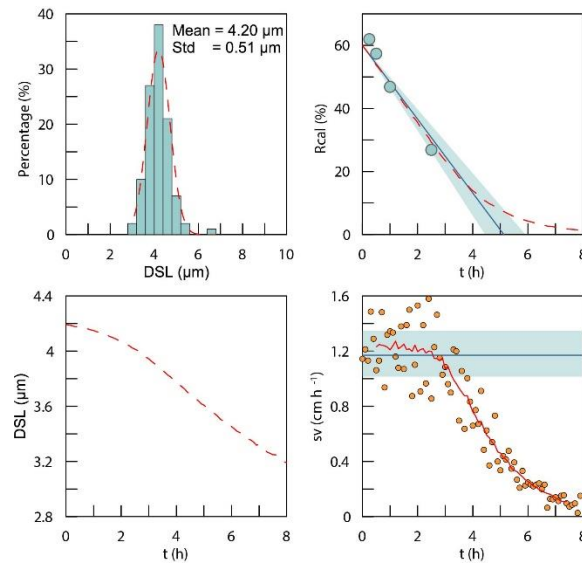 Mean = 4.20 µm
Std = 0.51 µm
Percentage (%)
40
30
20
10
0
0 2 4 6 8 10
DSL (µm)
Rcal (%)
60
40
20
0
0 2 4 6 8
t (h)
DSL (µm)
4.4
4
3.6
3.2
2.8
0 2 4 6 8
t (h)
sv (cm h⁻¹)
1.6
1.2
0.8
0.4
0
0 2 4 6 8
t (h)